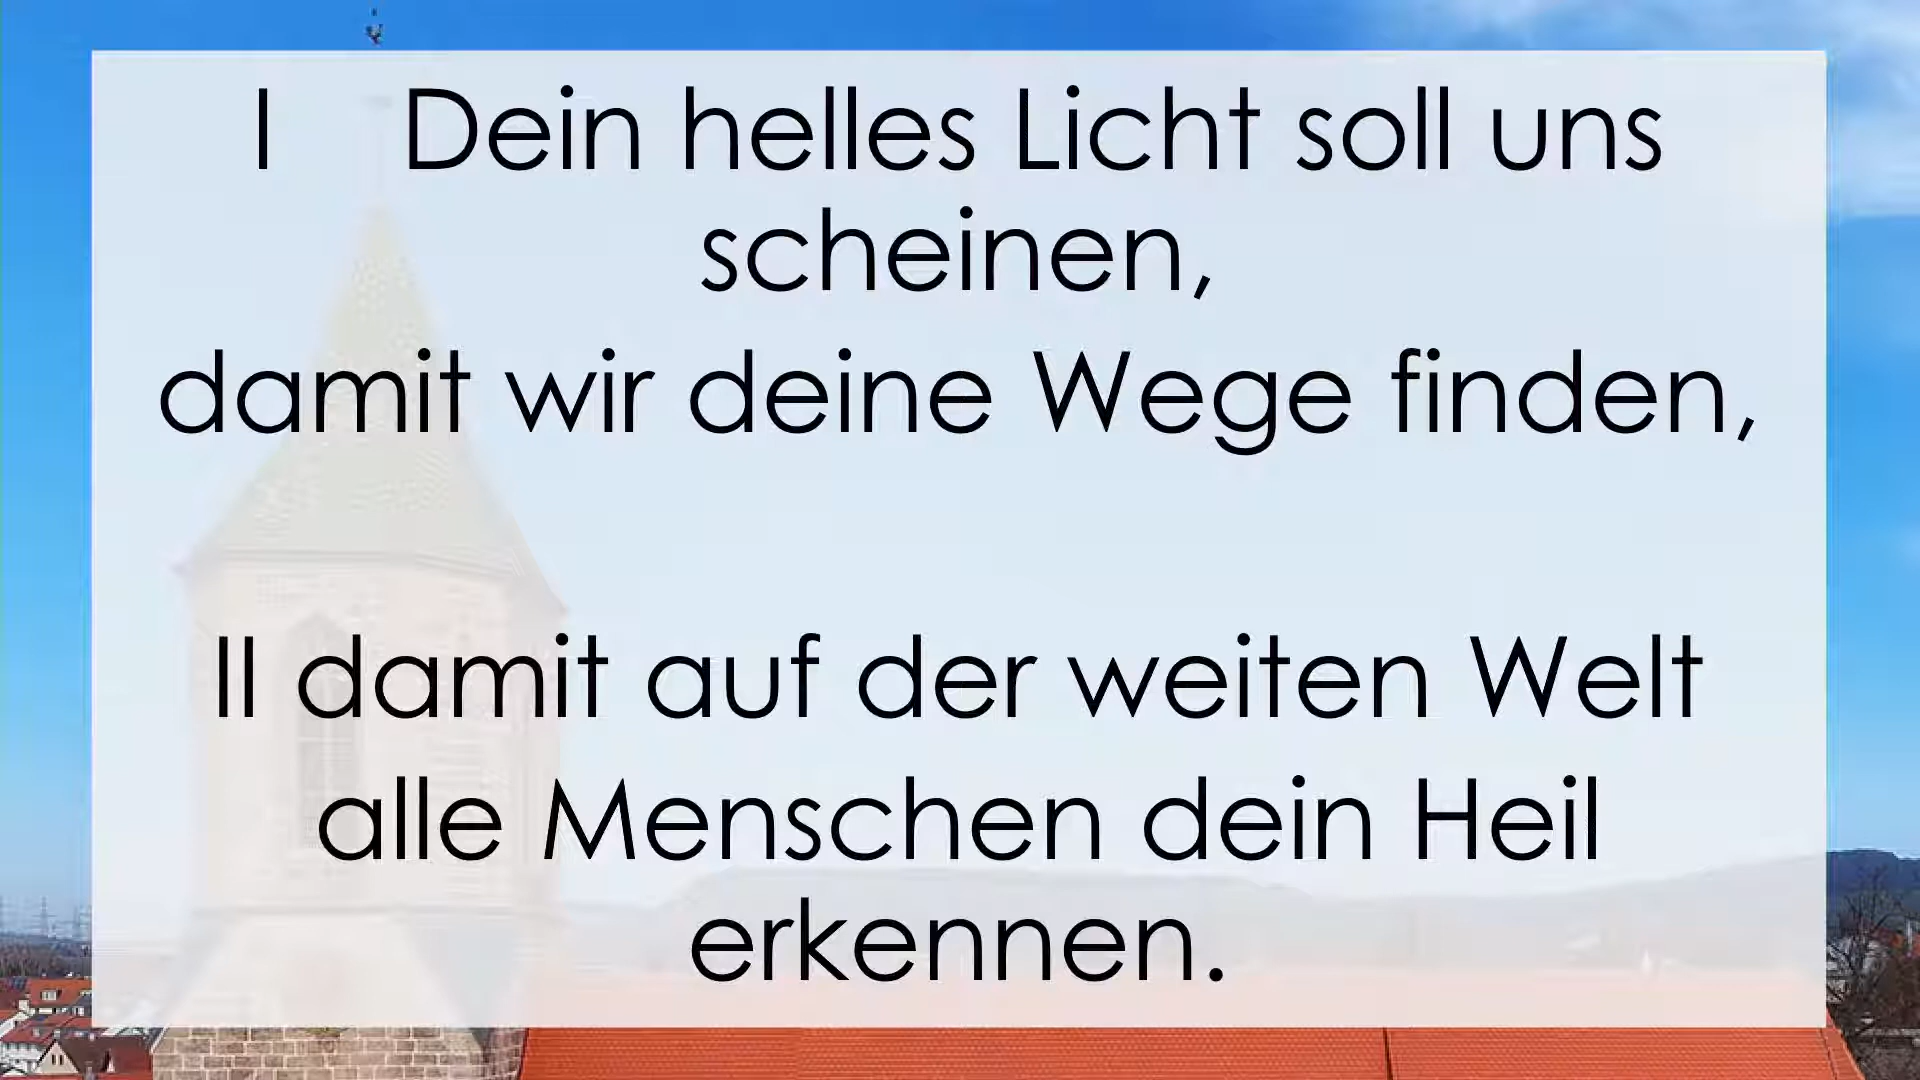 I Dein helles Licht soll uns
scheinen,
damit wir deine Wege finden,
II damit auf der weiten Welt
alle Menschen dein Heil
erkennen.